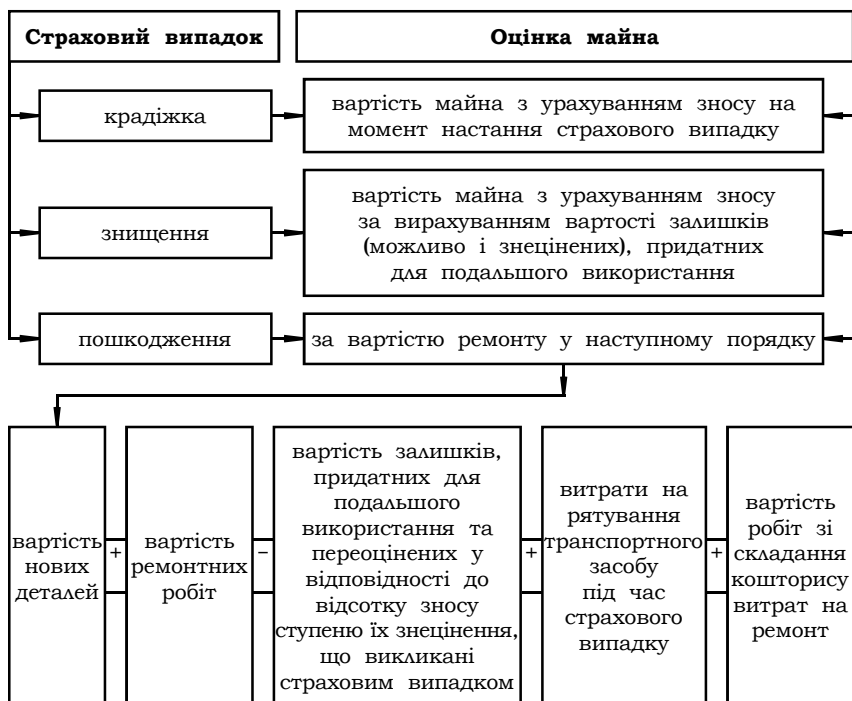 Страховий випадок
Оцінка майна
крадіжка
вартість майна з урахуванням зносу на
момент настання страхового випадку
знищення
вартість майна з урахуванням зносу
за вирахуванням вартості залишків
(можливо і знецінених), придатних
для подальшого використання
пошкодження
за вартістю ремонту у наступному порядку
вартість
нових
деталей
+
вартість
ремонтних
робіт
–
вартість залишків,
придатних для
подальшого
використання та
переоцінених у
відповідності до
відсотку зносу
ступеню їх знецінення,
що викликані
страховим випадком
+
витрати на
рятування
транспортного
засобу
під час
страхового
випадку
+
вартість
робіт зі
складання
кошторису
витрат на
ремонт